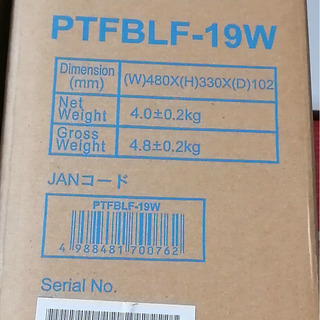 PTFBLF-19W
Dimension (mm) (W)480X(H)330X(D)102
Net Weight 4.0±0.2kg
Gross Weight 4.8±0.2kg
JANコード
PTFBLF-19W
4 988481 700762
Serial No.